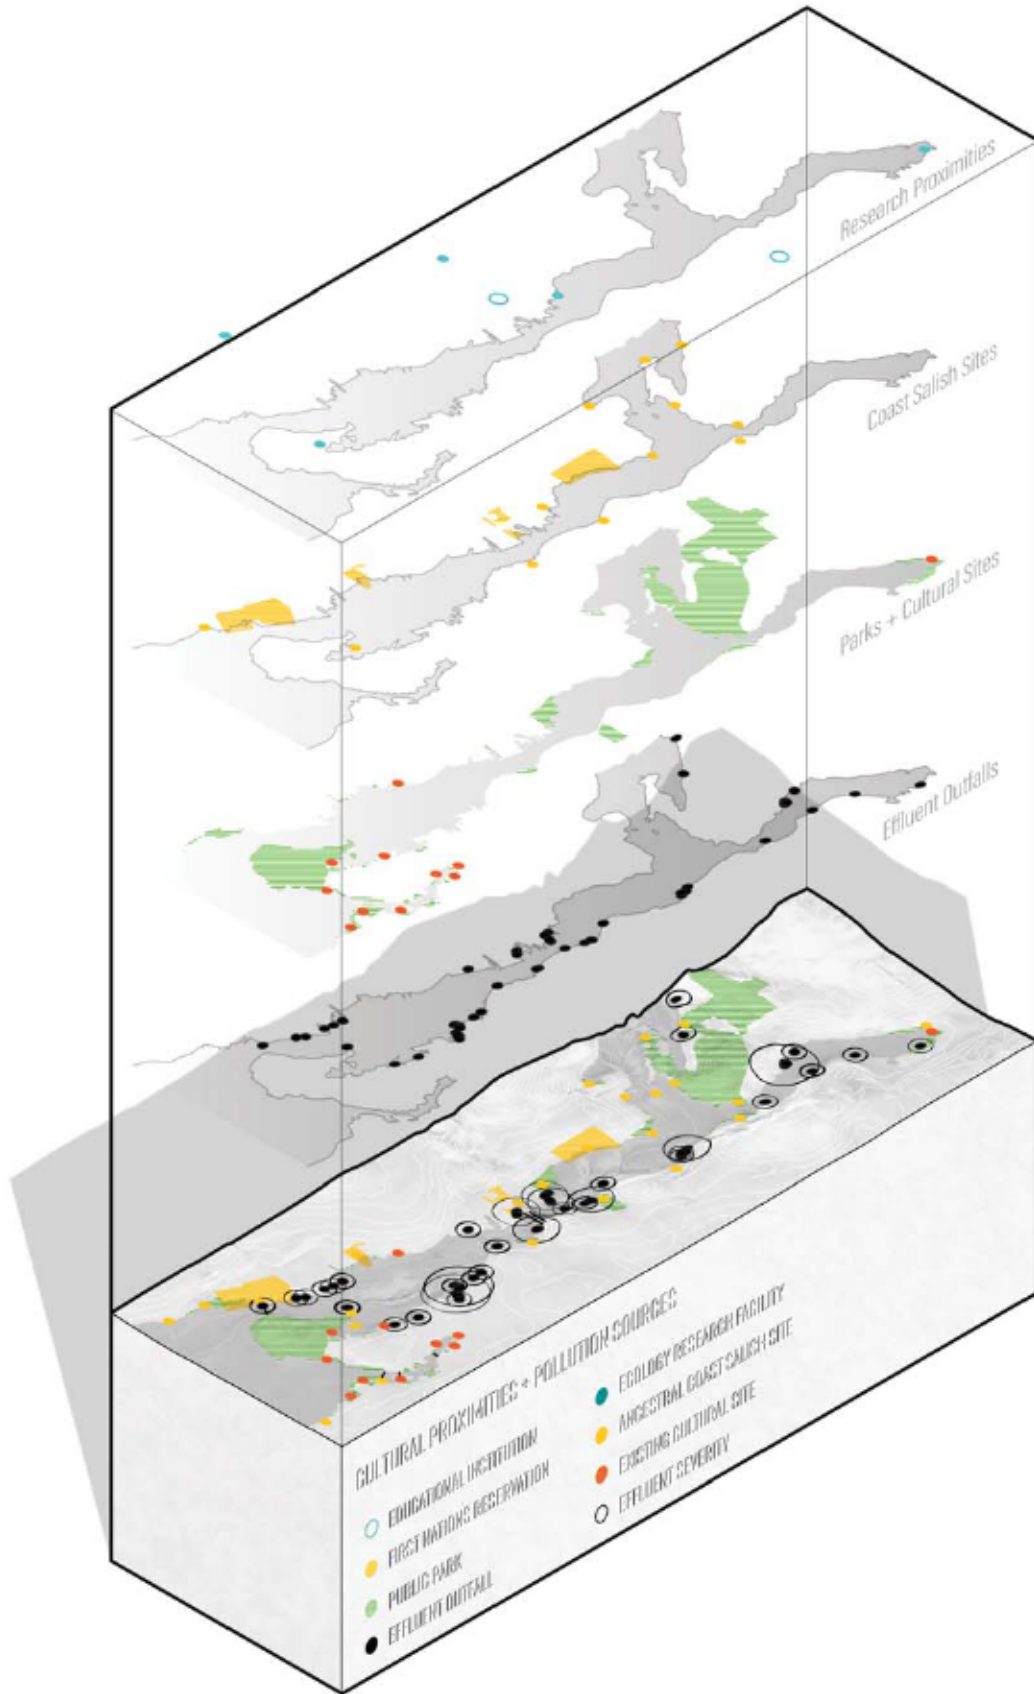 Research Proximities
Coast Salish Sites
Parks + Cultural Sites
Effluent Outfalls
CULTURAL PROXIMITIES + POLLUTION SOURCES
EDUCATIONAL INSTITUTION
FIRST NATIONS RESERVATION
PUBLIC PARK
EFFLUENT OUTFALL
ECOLOGY RESEARCH FACILITY
ANCESTRAL COAST SALISH SITE
EXISTING CULTURAL SITE
EFFLUENT SEVERITY